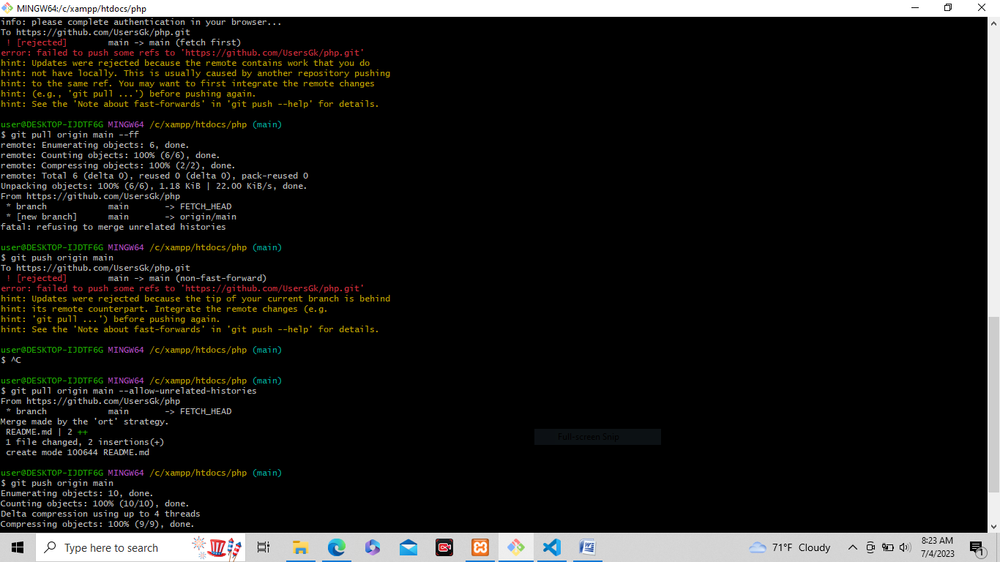 MINGW64:/c/xampp/htdocs/php
info: please complete authentication in your browser...
To https://github.com/UsersGk/php.git
 ! [rejected]        main -> main (fetch first)
error: failed to push some refs to 'https://github.com/UsersGk/php.git'
hint: Updates were rejected because the remote contains work that you do
hint: not have locally. This is usually caused by another repository pushing
hint: to the same ref. You may want to first integrate the remote changes
hint: (e.g., 'git pull ...') before pushing again.
hint: See the 'Note about fast-forwards' in 'git push --help' for details.
user@DESKTOP-IJDTF6G MINGW64 /c/xampp/htdocs/php (main)
$ git pull origin main --ff
remote: Enumerating objects: 6, done.
remote: Counting objects: 100% (6/6), done.
remote: Compressing objects: 100% (2/2), done.
remote: Total 6 (delta 0), reused 0 (delta 0), pack-reused 0
Unpacking objects: 100% (6/6), 1.18 KiB | 22.00 KiB/s, done.
From https://github.com/UsersGk/php
 * branch            main       -> FETCH_HEAD
 * [new branch]      main       -> origin/main
fatal: refusing to merge unrelated histories
user@DESKTOP-IJDTF6G MINGW64 /c/xampp/htdocs/php (main)
$ git push origin main
To https://github.com/UsersGk/php.git
 ! [rejected]        main -> main (non-fast-forward)
error: failed to push some refs to 'https://github.com/UsersGk/php.git'
hint: Updates were rejected because the tip of your current branch is behind
hint: its remote counterpart. Integrate the remote changes (e.g.
hint: 'git pull ...') before pushing again.
hint: See the 'Note about fast-forwards' in 'git push --help' for details.
user@DESKTOP-IJDTF6G MINGW64 /c/xampp/htdocs/php (main)
$ ^C
user@DESKTOP-IJDTF6G MINGW64 /c/xampp/htdocs/php (main)
$ git pull origin main --allow-unrelated-histories
From https://github.com/UsersGk/php
 * branch            main       -> FETCH_HEAD
Merge made by the 'ort' strategy.
 README.md | 2 ++
 1 file changed, 2 insertions(+)
 create mode 100644 README.md
Full-screen Snip
user@DESKTOP-IJDTF6G MINGW64 /c/xampp/htdocs/php (main)
$ git push origin main
Enumerating objects: 10, done.
Counting objects: 100% (10/10), done.
Delta compression using up to 4 threads
Compressing objects: 100% (9/9), done.
Type here to search
71°F Cloudy
8:23 AM
7/4/2023
1